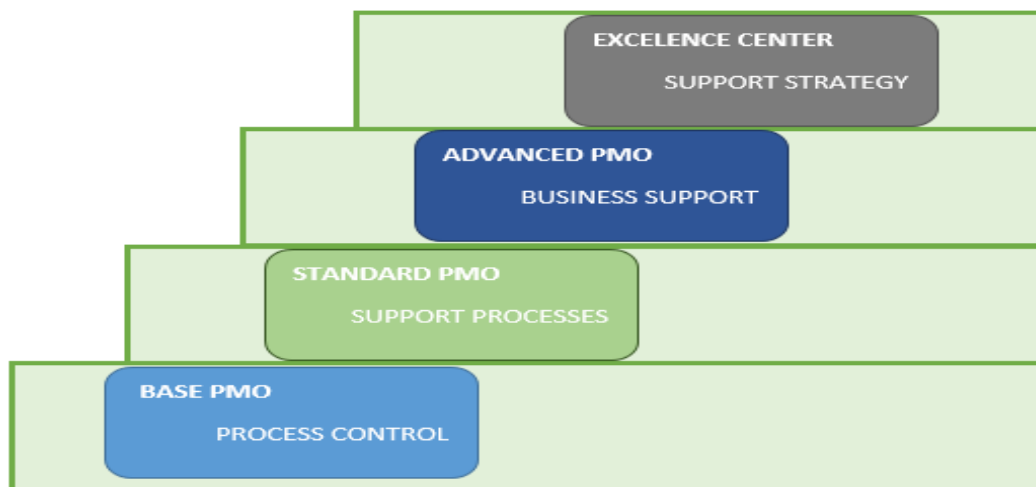 EXCELENCE CENTER
SUPPORT STRATEGY
ADVANCED PMO
BUSINESS SUPPORT
STANDARD PMO
SUPPORT PROCESSES
BASE PMO
PROCESS CONTROL